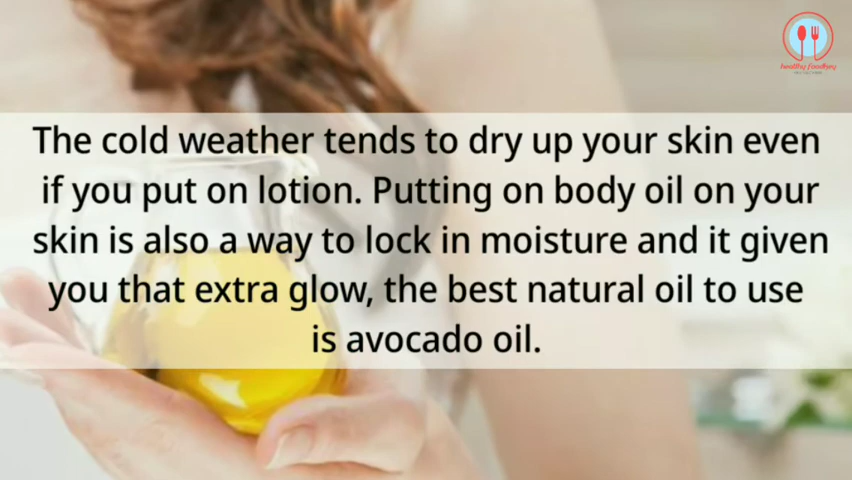 healthy foodlery
The cold weather tends to dry up your skin even
if you put on lotion. Putting on body oil on your
skin is also a way to lock in moisture and it given
you that extra glow, the best natural oil to use
is avocado oil.